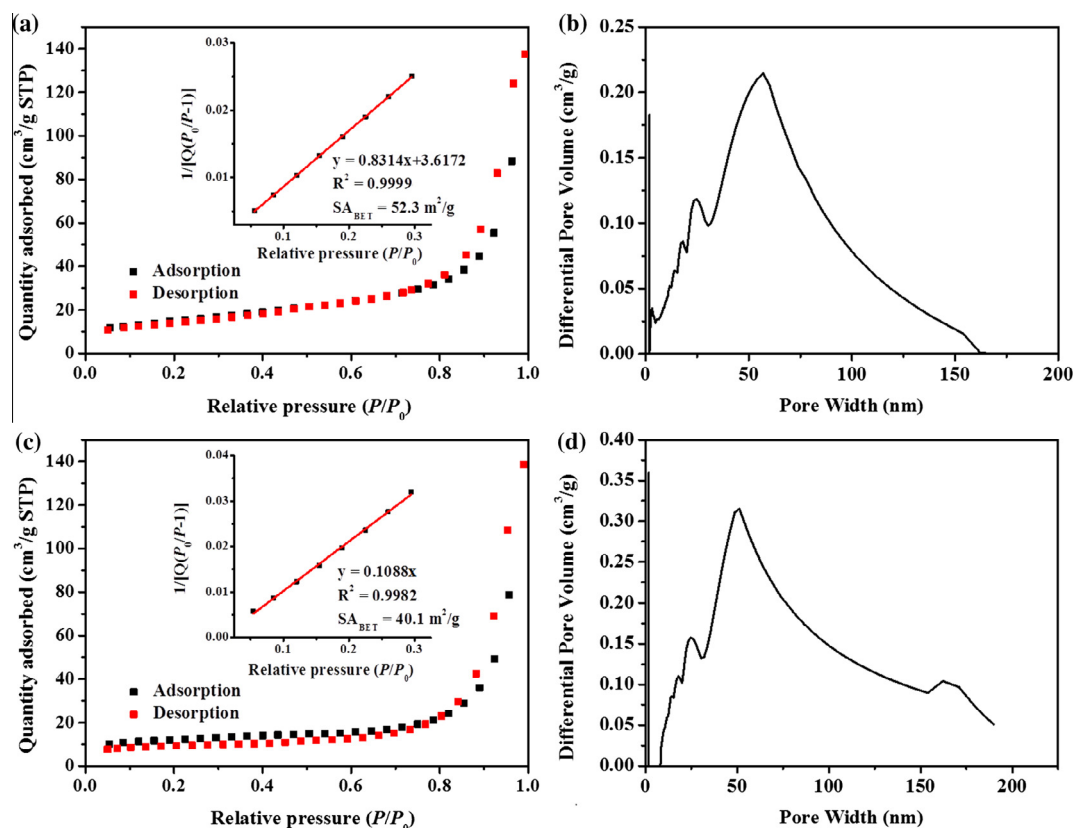 (a)
Quantity adsorbed (cm³/g STP)
140
120
100
80
60
40
20
0
0.0 0.2 0.4 0.6 0.8 1.0
Relative pressure (P/P₀)
Adsorption
Desorption
1/[Q(P₀/P-1)]
0.03
0.02
0.01
0.1 0.2 0.3
Relative pressure (P/P₀)
y = 0.8314x+3.6172
R² = 0.9999
SA_BET = 52.3 m²/g
(b)
Differential Pore Volume (cm³/g)
0.25
0.20
0.15
0.10
0.05
0.00
0 50 100 150 200
Pore Width (nm)
(c)
Quantity adsorbed (cm³/g STP)
140
120
100
80
60
40
20
0
0.0 0.2 0.4 0.6 0.8 1.0
Relative pressure (P/P₀)
Adsorption
Desorption
1/[Q(P₀/P-1)]
0.04
0.03
0.02
0.01
0.00
0.1 0.2 0.3
Relative pressure (P/P₀)
y = 0.1088x
R² = 0.9982
SA_BET = 40.1 m²/g
(d)
Differential Pore Volume (cm³/g)
0.40
0.35
0.30
0.25
0.20
0.15
0.10
0.05
0.00
0 50 100 150 200
Pore Width (nm)